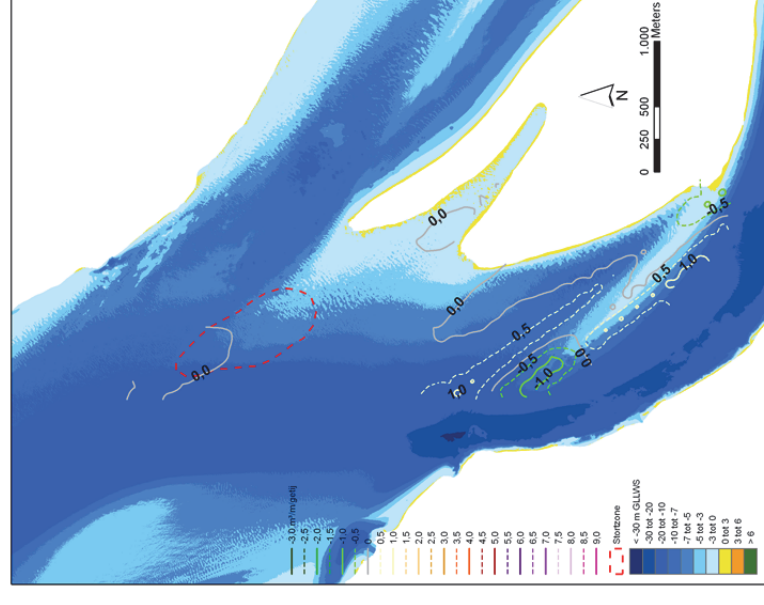 0,0
0,0
0,0
0,5
1,0
-0.5
-1.0
0,0
0.5
1.0
-0.5
N
0 250 500 1.000
Meters
-3.0 m³/m/getij
-2.5
-2.0
-1.5
-1.0
-0.5
0
0.5
1.0
1.5
2.0
2.5
3.0
3.5
4.0
4.5
5.0
5.5
6.0
6.5
7.0
7.5
8.0
8.5
9.0
Stortzone
< -30 m GLLWS
-30 tot -20
-20 tot -10
-10 tot -7
-7 tot -5
-5 tot -3
-3 tot 0
0 tot 3
3 tot 6
> 6